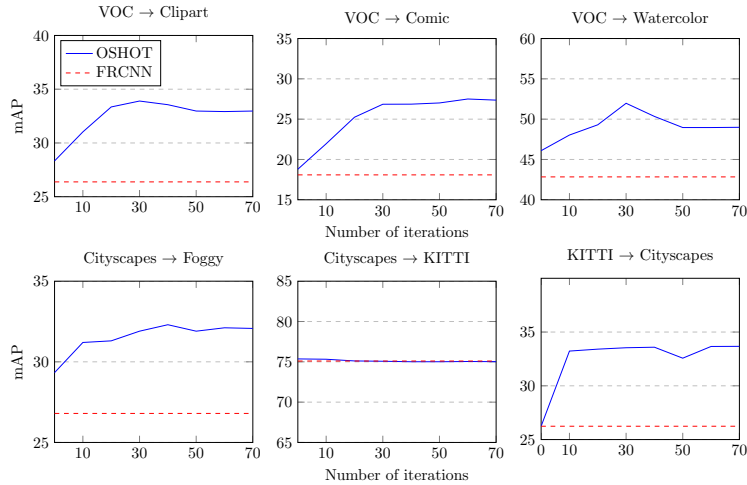 VOC → Clipart
VOC → Comic
VOC → Watercolor
OSHOT
FRCNN
mAP
40
35
30
25
10 30 50 70
35
30
25
20
15
10 30 50 70
60
55
50
45
40
0 10 30 50 70
Number of iterations
Cityscapes → Foggy
Cityscapes → KITTI
KITTI → Cityscapes
mAP
35
30
25
10 30 50 70
85
80
75
70
65
10 30 50 70
35
30
25
0 10 30 50 70
Number of iterations